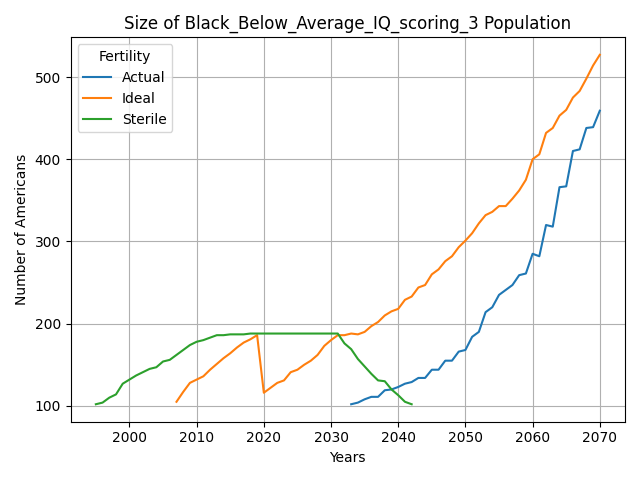 Size of Black_Below_Average_IQ_scoring_3 Population
Fertility
Actual
Ideal
Sterile
Number of Americans
500
400
300
200
100
2000 2010 2020 2030 2040 2050 2060 2070
Years